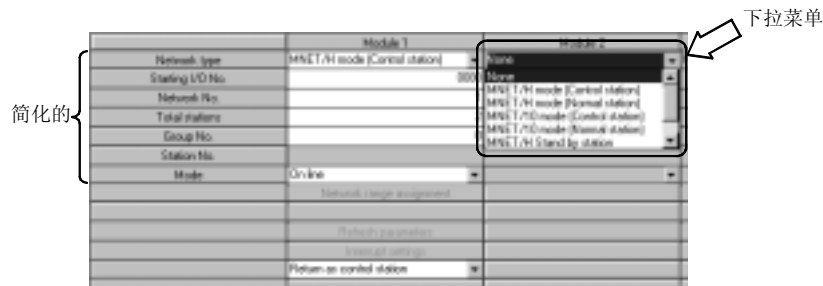 下拉菜单
Module 1 Module 2
Network type MNET/H mode (Control station) None
Starting I/O No. 0000 None
MNET/H mode (Control station)
Network No. MNET/H mode (Normal station)
Total stations MNET/10 mode (Control station)
Group No. MNET/10 mode (Normal station)
Station No. MNET/H Stand by station
Mode On-line
简化的
Network range assignment
Refresh parameters
Interrupt settings
Return as control station